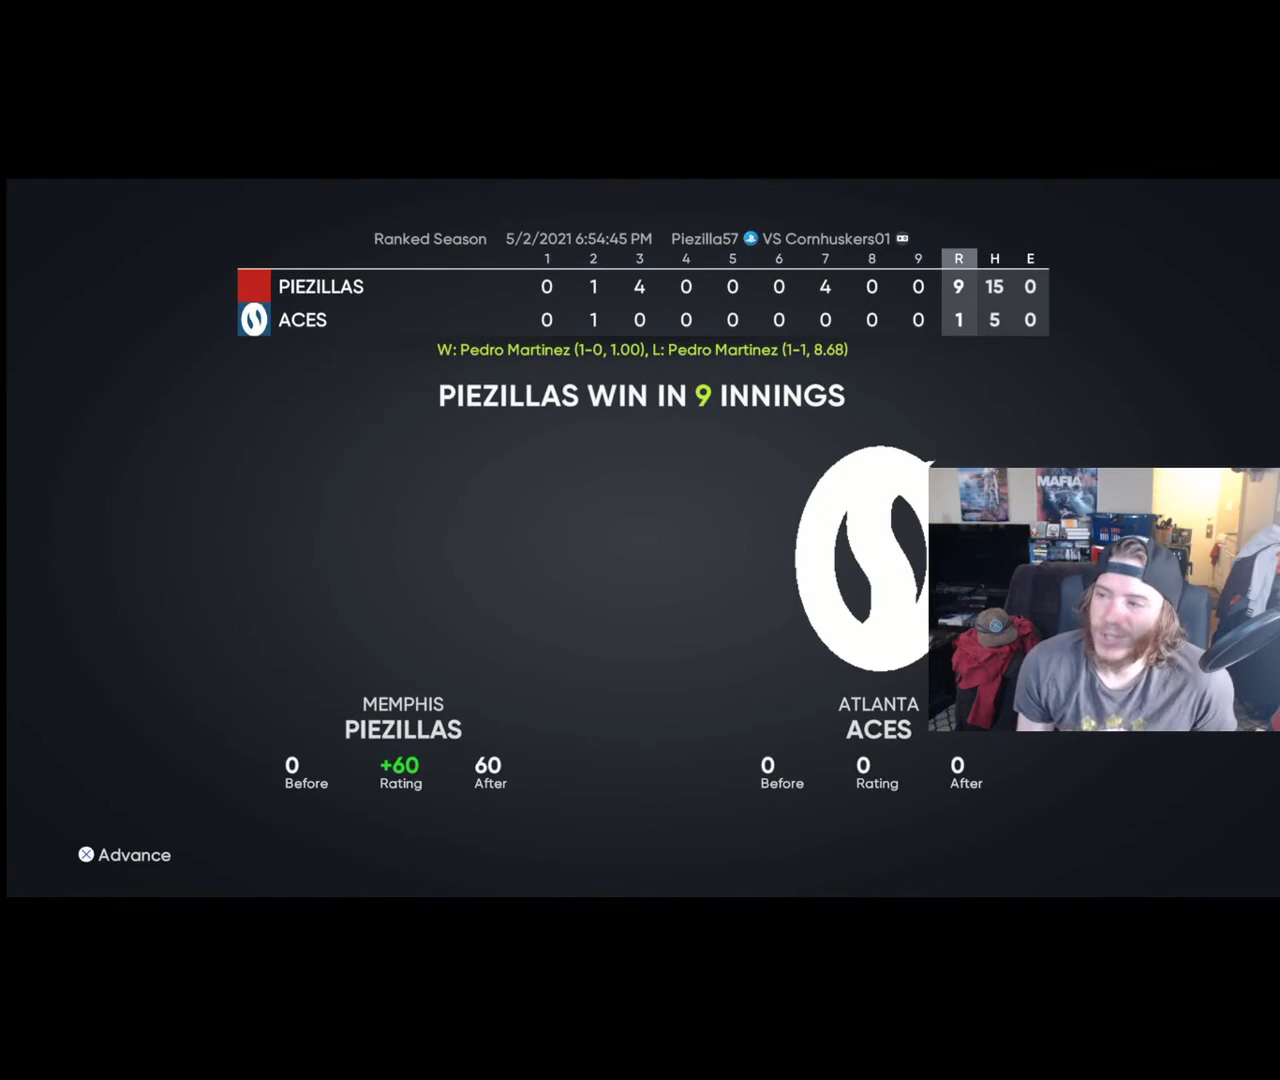 Ranked Season 5/2/2021 6:54:45 PM Piezilla57 VS Cornhuskers01
1 2 3 4 5 6 7 8 9 R H E
PIEZILLAS 0 1 4 0 0 0 4 0 0 9 15 0
ACES 0 1 0 0 0 0 0 0 0 1 5 0
W: Pedro Martinez (1-0, 1.00), L: Pedro Martinez (1-1, 8.68)
PIEZILLAS WIN IN 9 INNINGS
MAFIA
MEMPHIS
PIEZILLAS
0 +60 60
Before Rating After
ATLANTA
ACES
0 0 0
Before Rating After
Advance